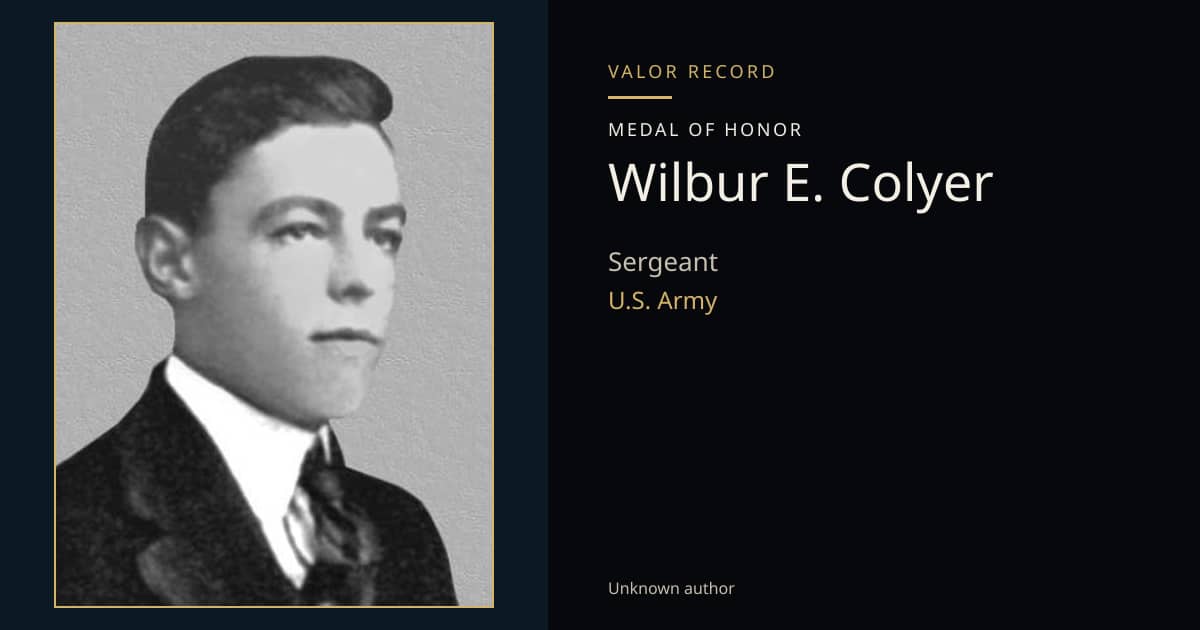 VALOR RECORD
MEDAL OF HONOR
Wilbur E. Colyer
Sergeant
U.S. Army
Unknown author